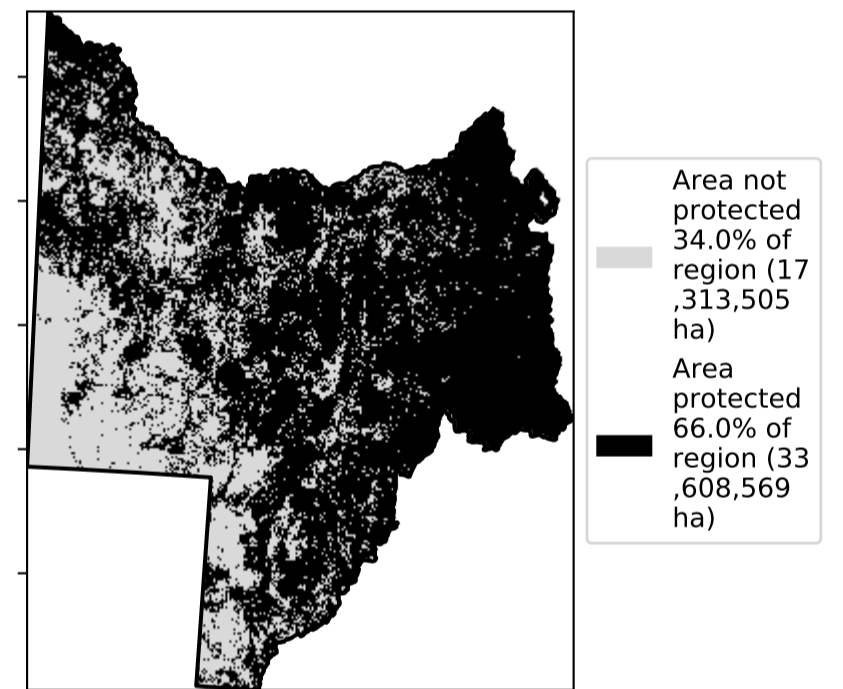 Area not
protected
34.0% of
region (17
,313,505
ha)
Area
protected
66.0% of
region (33
,608,569
ha)